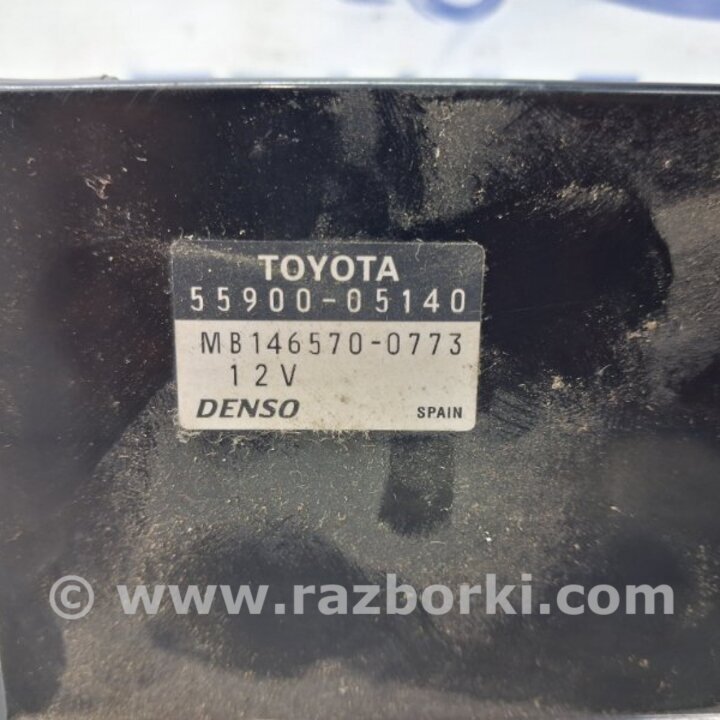 TOYOTA
55900-05140
MB146570-0773
12V
DENSO SPAIN
© www.razborki.com